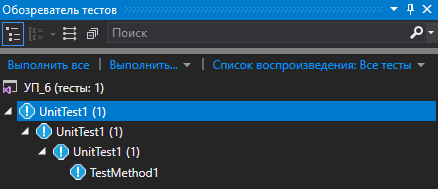 Обозреватель тестов
Поиск
Выполнить все | Выполнить... | Список воспроизведения: Все тесты
УП_6 (тесты: 1)
UnitTest1 (1)
UnitTest1 (1)
UnitTest1 (1)
TestMethod1